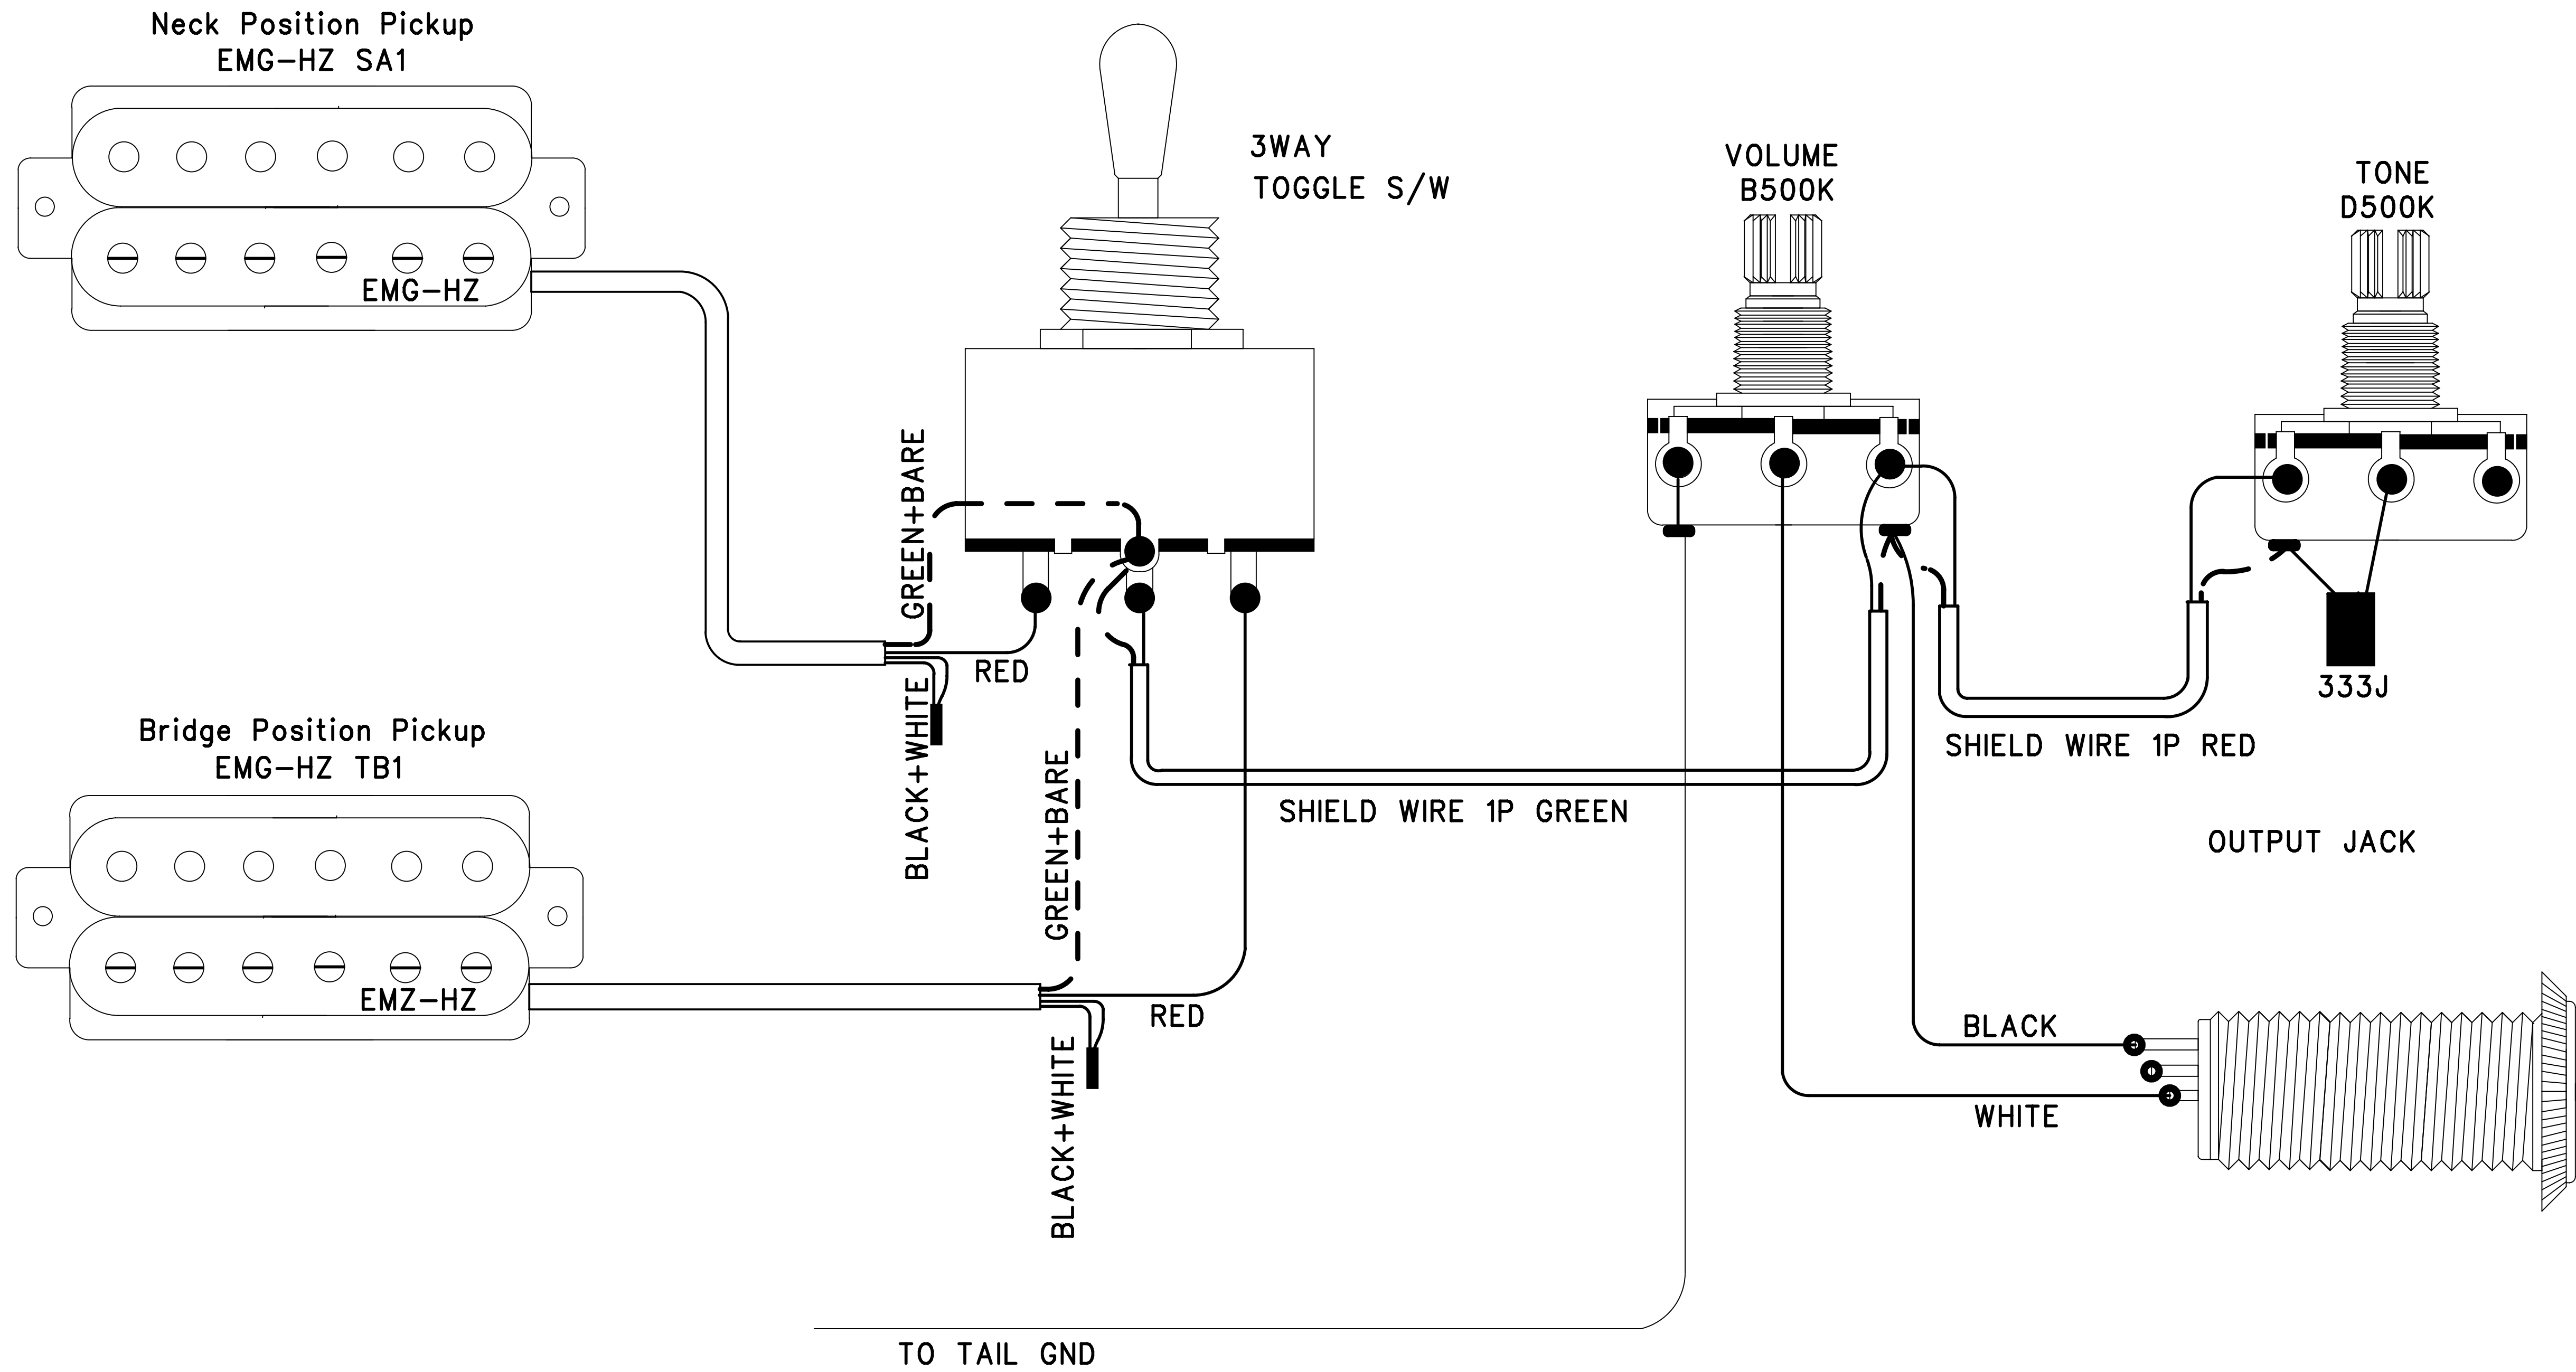 Neck Position Pickup
EMG-HZ SA1
EMG-HZ
3WAY
TOGGLE S/W
VOLUME
B500K
TONE
D500K
GREEN+BARE
RED
BLACK+WHITE
333J
SHIELD WIRE 1P RED
Bridge Position Pickup
EMG-HZ TB1
EMZ-HZ
GREEN+BARE
SHIELD WIRE 1P GREEN
OUTPUT JACK
RED
BLACK+WHITE
BLACK
WHITE
TO TAIL GND